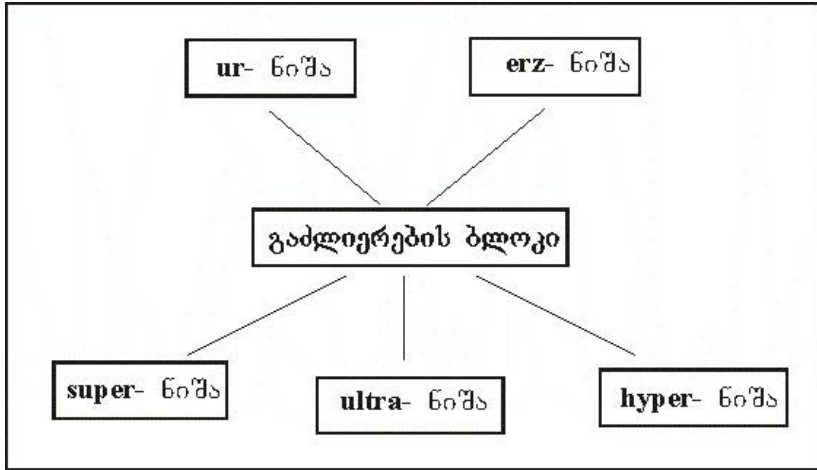 ur- ნიშა
erz- ნიშა
გაძლიერების ბლოკი
super- ნიშა
ultra- ნიშა
hyper- ნიშა